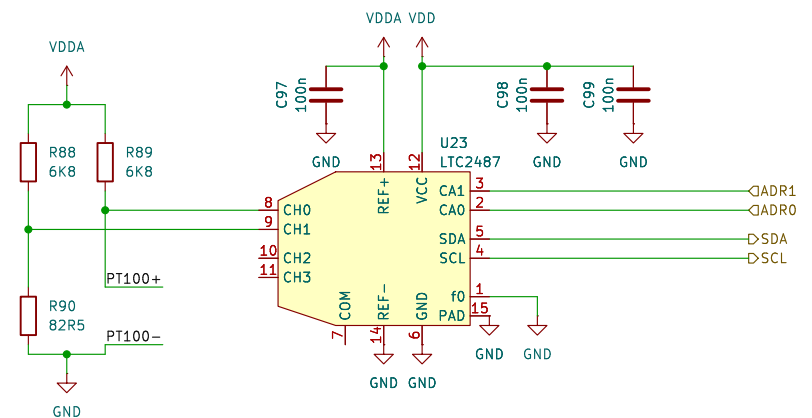 VDDA VDD
VDDA
C97
100n
C98
100n
C99
100n
GND
GND
GND
R88
6K8
R89
6K8
U23
LTC2487
13
12
REF+
VCC
8
CH0
9
CH1
10
CH2
11
CH3
CA1
3
ADR1
CA0
2
ADR0
SDA
5
SDA
SCL
4
SCL
f0
1
PAD
15
COM
REF-
GND
7
14
6
PT100+
R90
82R5
PT100-
GND
GND
GND
GND
GND